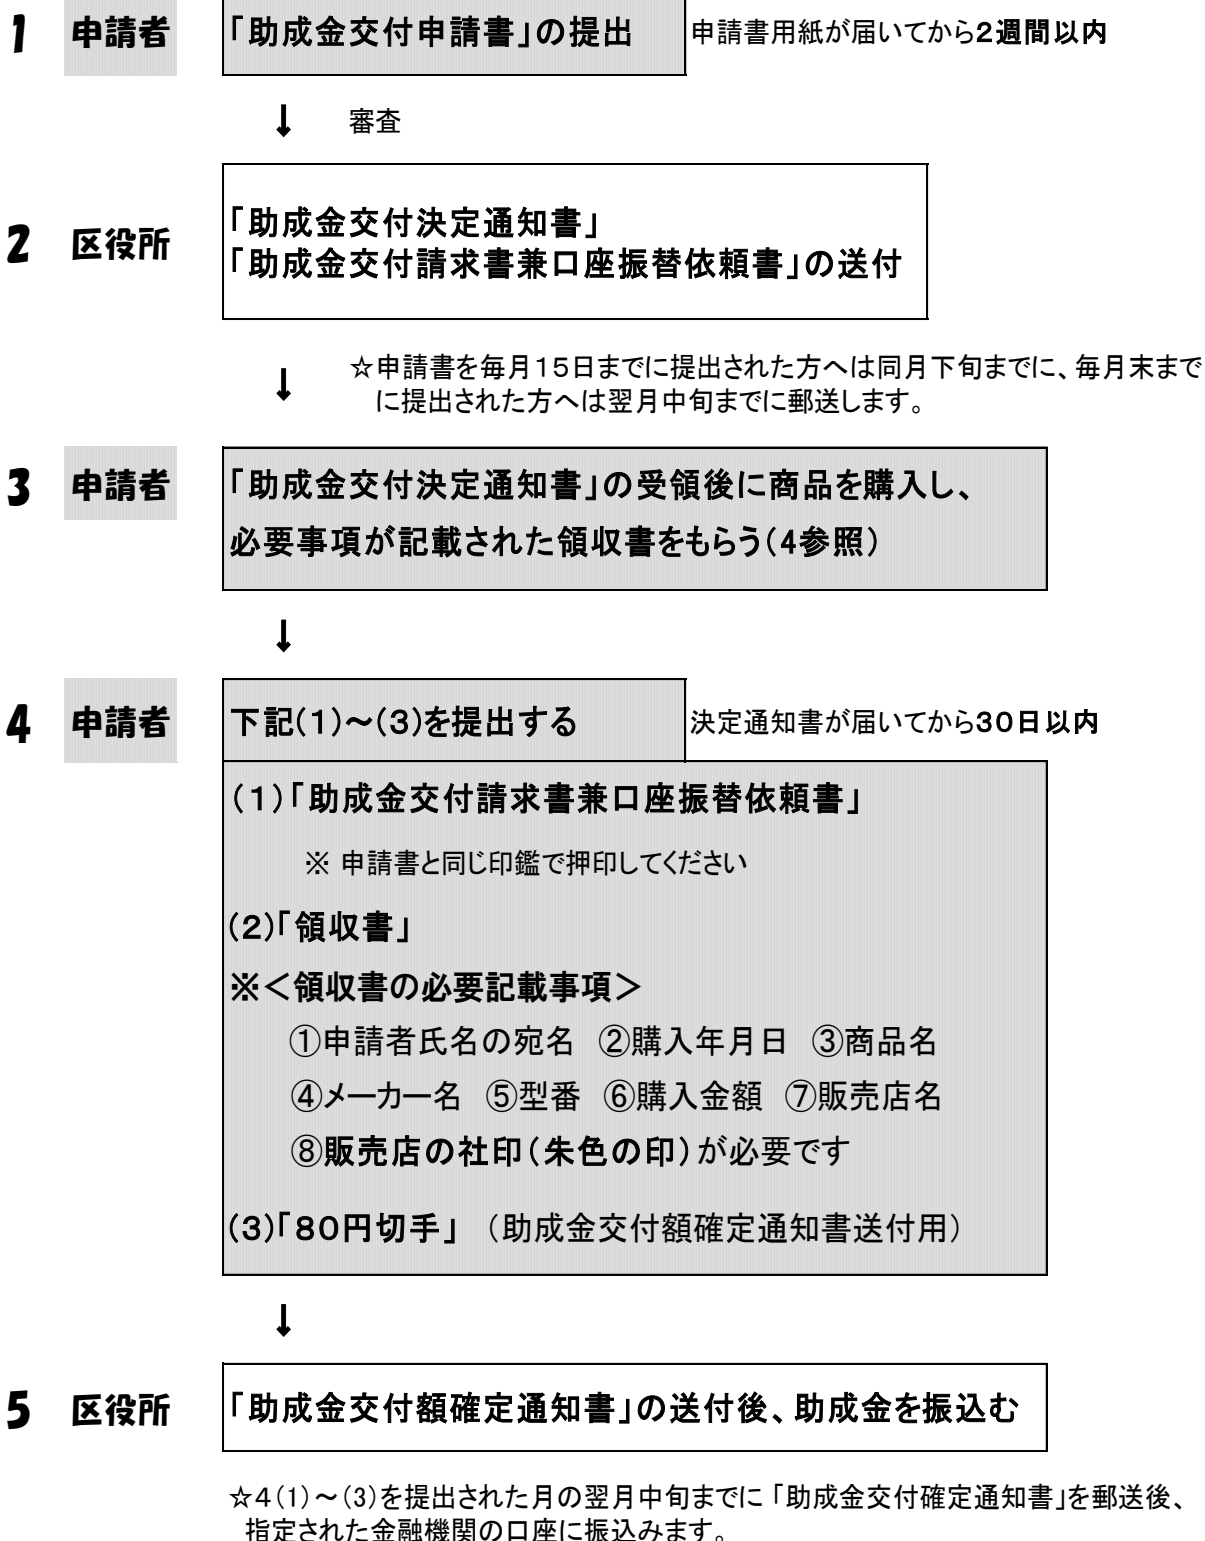 1 申請者 「助成金交付申請書」の提出 申請書用紙が届いてから2週間以内
↓ 審査
2 区役所 「助成金交付決定通知書」
「助成金交付請求書兼口座振替依頼書」の送付
↓ ☆申請書を毎月15日までに提出された方へは同月下旬までに、毎月末まで
に提出された方へは翌月中旬までに郵送します。
3 申請者 「助成金交付決定通知書」の受領後に商品を購入し、
必要事項が記載された領収書をもらう(4参照)
↓
4 申請者 下記(1)~(3)を提出する 決定通知書が届いてから30日以内
(1)「助成金交付請求書兼口座振替依頼書」
※ 申請書と同じ印鑑で押印してください
(2)「領収書」
※<領収書の必要記載事項>
①申請者氏名の宛名 ②購入年月日 ③商品名
④メーカー名 ⑤型番 ⑥購入金額 ⑦販売店名
⑧販売店の社印(朱色の印)が必要です
(3)「80円切手」 (助成金交付額確定通知書送付用)
↓
5 区役所 「助成金交付額確定通知書」の送付後、助成金を振込む
☆4(1)~(3)を提出された月の翌月中旬までに「助成金交付確定通知書」を郵送後、
指定された金融機関の口座に振込みます。